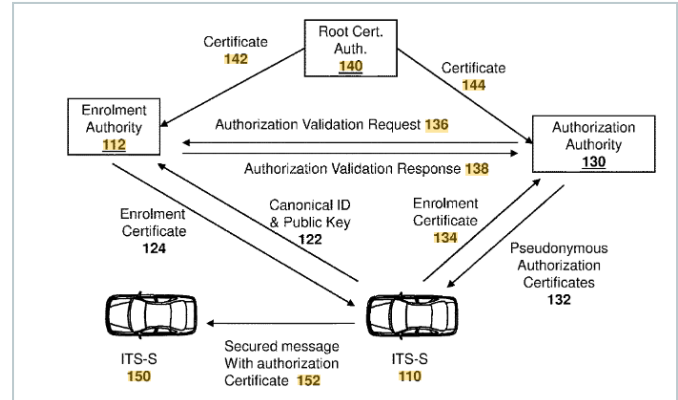 Root Cert.
Auth.
140
Certificate
142
Certificate
144
Enrolment
Authority
112
Authorization Validation Request 136
Authorization
Authority
130
Authorization Validation Response 138
Enrolment
Certificate
124
Canonical ID
& Public Key
122
Enrolment
Certificate
134
Pseudonymous
Authorization
Certificates
132
ITS-S
150
Secured message
With authorization
Certificate 152
ITS-S
110